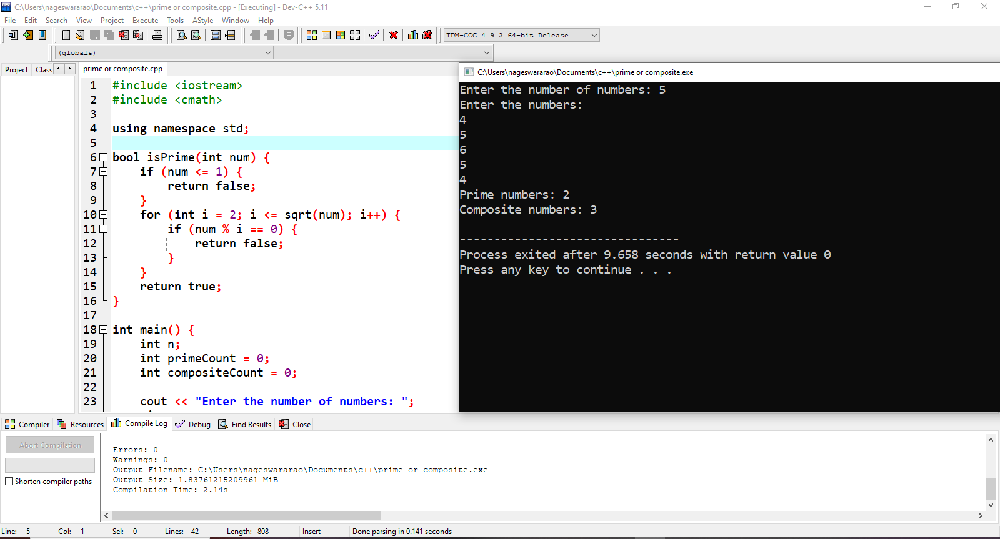 C:\Users\nageswararao\Documents\c++\prime or composite.cpp - [Executing] - Dev-C++ 5.11
File Edit Search View Project Execute Tools AStyle Window Help
TDM-GCC 4.9.2 64-bit Release
(globals)
Project Class
prime or composite.cpp
1 #include <iostream>
2 #include <cmath>
3
4 using namespace std;
5
6 bool isPrime(int num) {
7 if (num <= 1) {
8 return false;
9 }
10 for (int i = 2; i <= sqrt(num); i++) {
11 if (num % i == 0) {
12 return false;
13 }
14 }
15 return true;
16 }
17
18 int main() {
19 int n;
20 int primeCount = 0;
21 int compositeCount = 0;
22
23 cout << "Enter the number of numbers: ";
C:\Users\nageswararao\Documents\c++\prime or composite.exe
Enter the number of numbers: 5
Enter the numbers:
4
5
6
5
4
Prime numbers: 2
Composite numbers: 3
--------------------------------
Process exited after 9.658 seconds with return value 0
Press any key to continue . . .
Compiler Resources Compile Log Debug Find Results Close
Abort Compilation
Shorten compiler paths
--------
- Errors: 0
- Warnings: 0
- Output Filename: C:\Users\nageswararao\Documents\c++\prime or composite.exe
- Output Size: 1.83761215209961 MiB
- Compilation Time: 2.14s
Line: 5 Col: 1 Sel: 0 Lines: 42 Length: 808 Insert Done parsing in 0.141 seconds